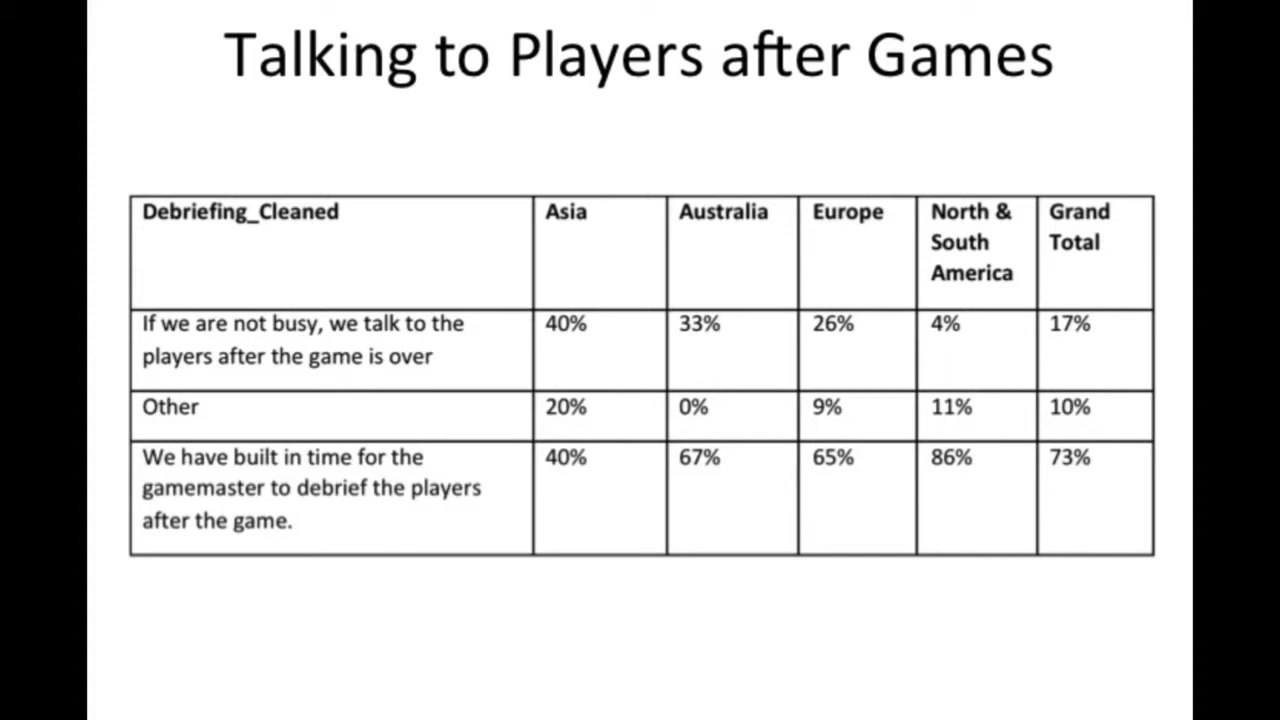 Talking to Players after Games
Debriefing_Cleaned Asia Australia Europe North & Grand
South Total
America
If we are not busy, we talk to the 40% 33% 26% 4% 17%
players after the game is over
Other 20% 0% 9% 11% 10%
We have built in time for the 40% 67% 65% 86% 73%
gamemaster to debrief the players
after the game.